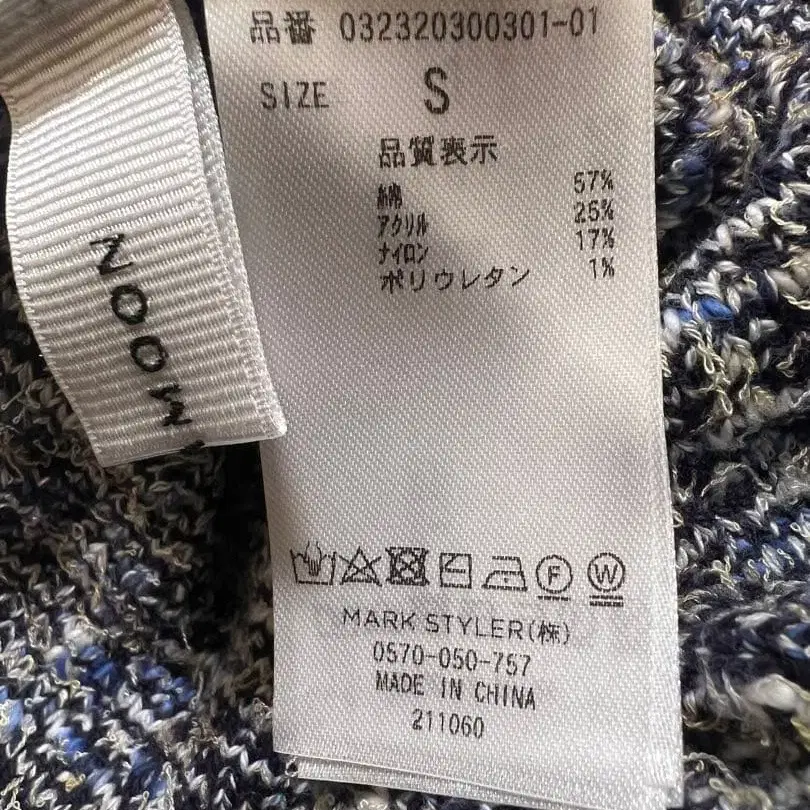 品番 032320300301-01
SIZE S
品質表示
綿 57%
アクリル 25%
ナイロン 17%
ポリウレタン 1%
NOOM
F W
MARK STYLER(株)
0570-050-757
MADE IN CHINA
211060